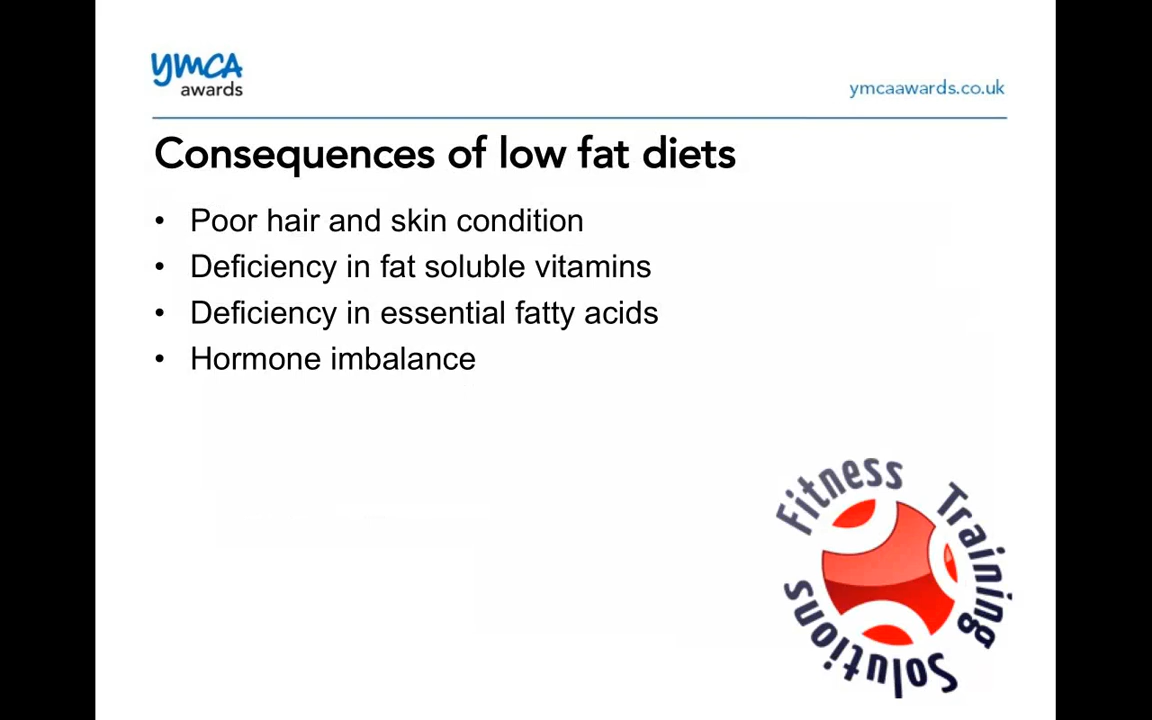 ymca
awards
ymcaawards.co.uk
Consequences of low fat diets
• Poor hair and skin condition
• Deficiency in fat soluble vitamins
• Deficiency in essential fatty acids
• Hormone imbalance
Fitness Training Solutions